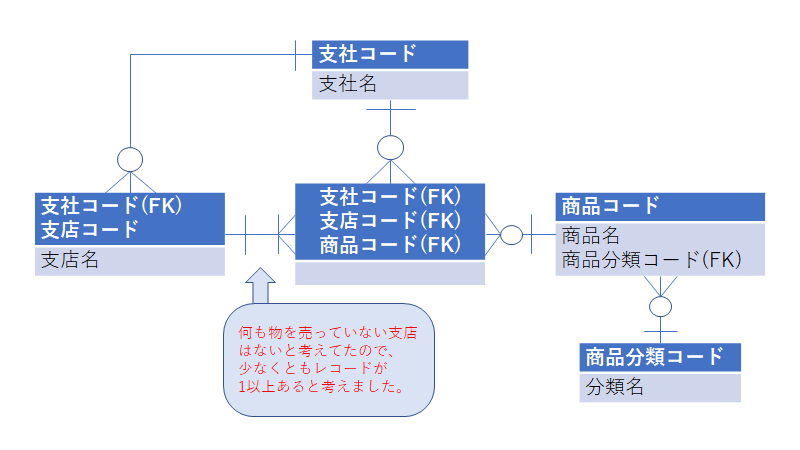 支社コード
支社名
支社コード(FK)
支店コード
支店名
支社コード(FK)
支店コード(FK)
商品コード(FK)
商品コード
商品名
商品分類コード(FK)
何も物を売っていない支店
はないと考えてたので、
少なくともレコードが
1以上あると考えました。
商品分類コード
分類名